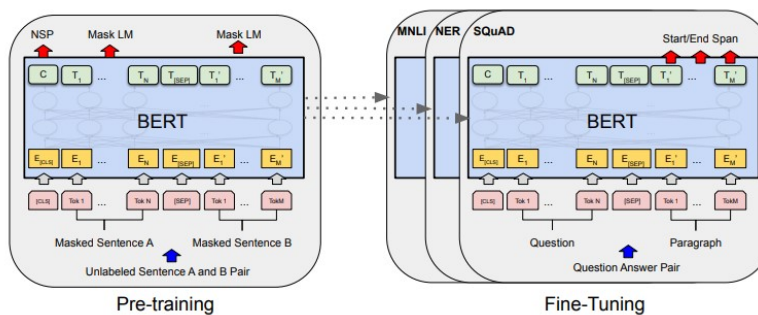 NSP Mask LM Mask LM
C T1 ... TN T[SEP] T1' ... TM'
BERT
E[CLS] E1 ... EN E[SEP] E1' ... EM'
[CLS] Tok 1 ... Tok N [SEP] Tok 1 ... TokM
Masked Sentence A Masked Sentence B
Unlabeled Sentence A and B Pair
Pre-training
MNLI NER SQuAD
Start/End Span
C T1 ... TN T[SEP] T1' ... TM'
BERT
E[CLS] E1 ... EN E[SEP] E1' ... EM'
[CLS] Tok 1 ... Tok N [SEP] Tok 1 ... TokM
Question Paragraph
Question Answer Pair
Fine-Tuning